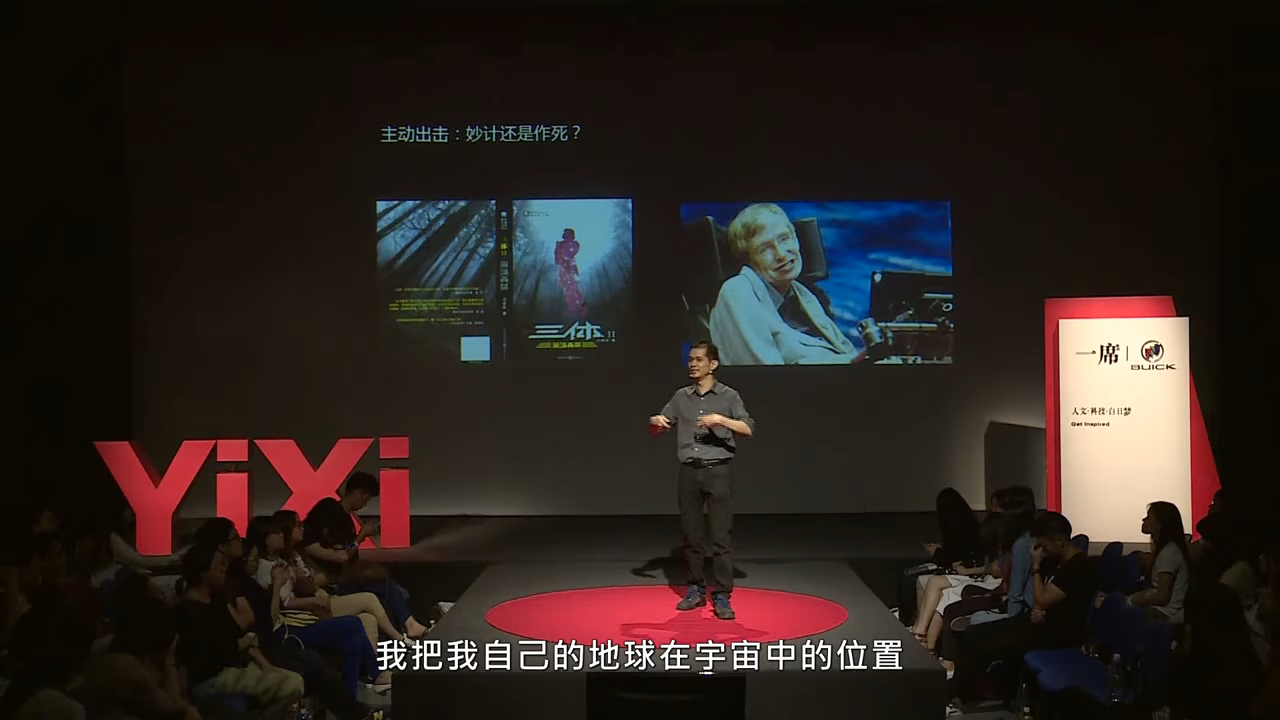 主动出击：妙计还是作死？
三体 II
YiXi
一席
BUICK
人文·科技·白日梦
Get Inspired
我把我自己的地球在宇宙中的位置